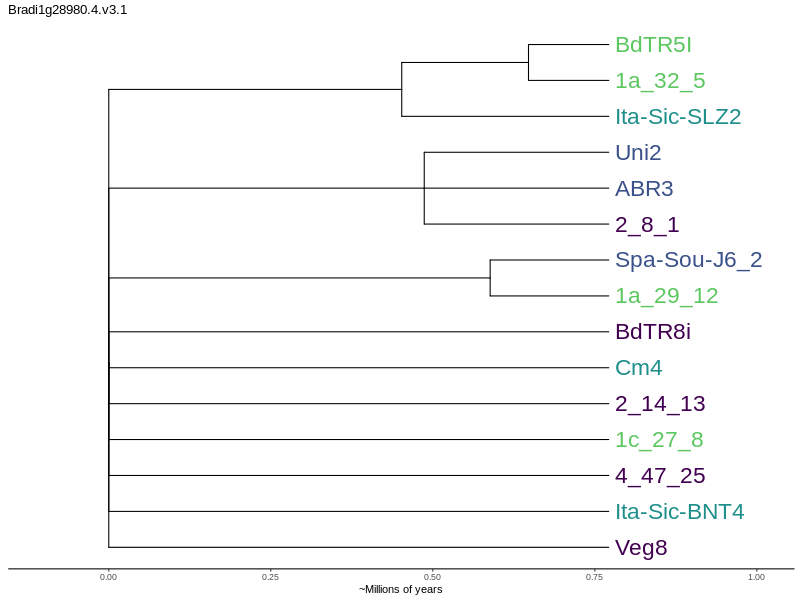 Bradi1g28980.4.v3.1
BdTR5I
1a_32_5
Ita-Sic-SLZ2
Uni2
ABR3
2_8_1
Spa-Sou-J6_2
1a_29_12
BdTR8i
Cm4
2_14_13
1c_27_8
4_47_25
Ita-Sic-BNT4
Veg8
0.00 0.25 0.50 0.75 1.00
~Millions of years